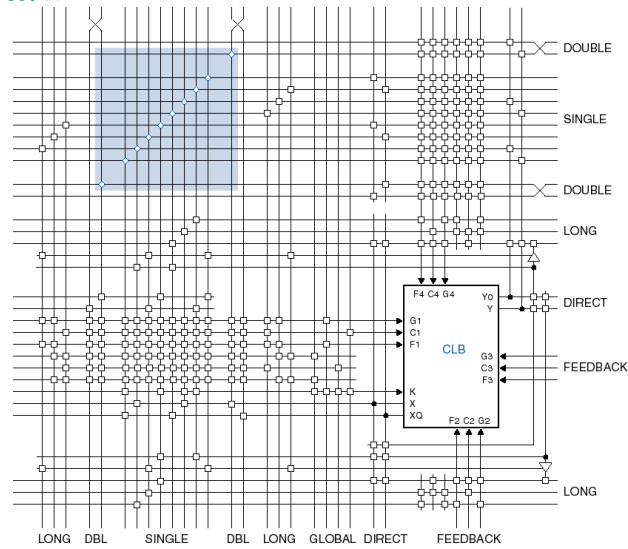 DOUBLE
SINGLE
DOUBLE
LONG
F4 C4 G4
Y0
DIRECT
Y
G1
C1
CLB
F1
G3
C3
FEEDBACK
F3
K
X
XQ
F2 C2 G2
LONG
LONG DBL SINGLE DBL LONG GLOBAL DIRECT FEEDBACK